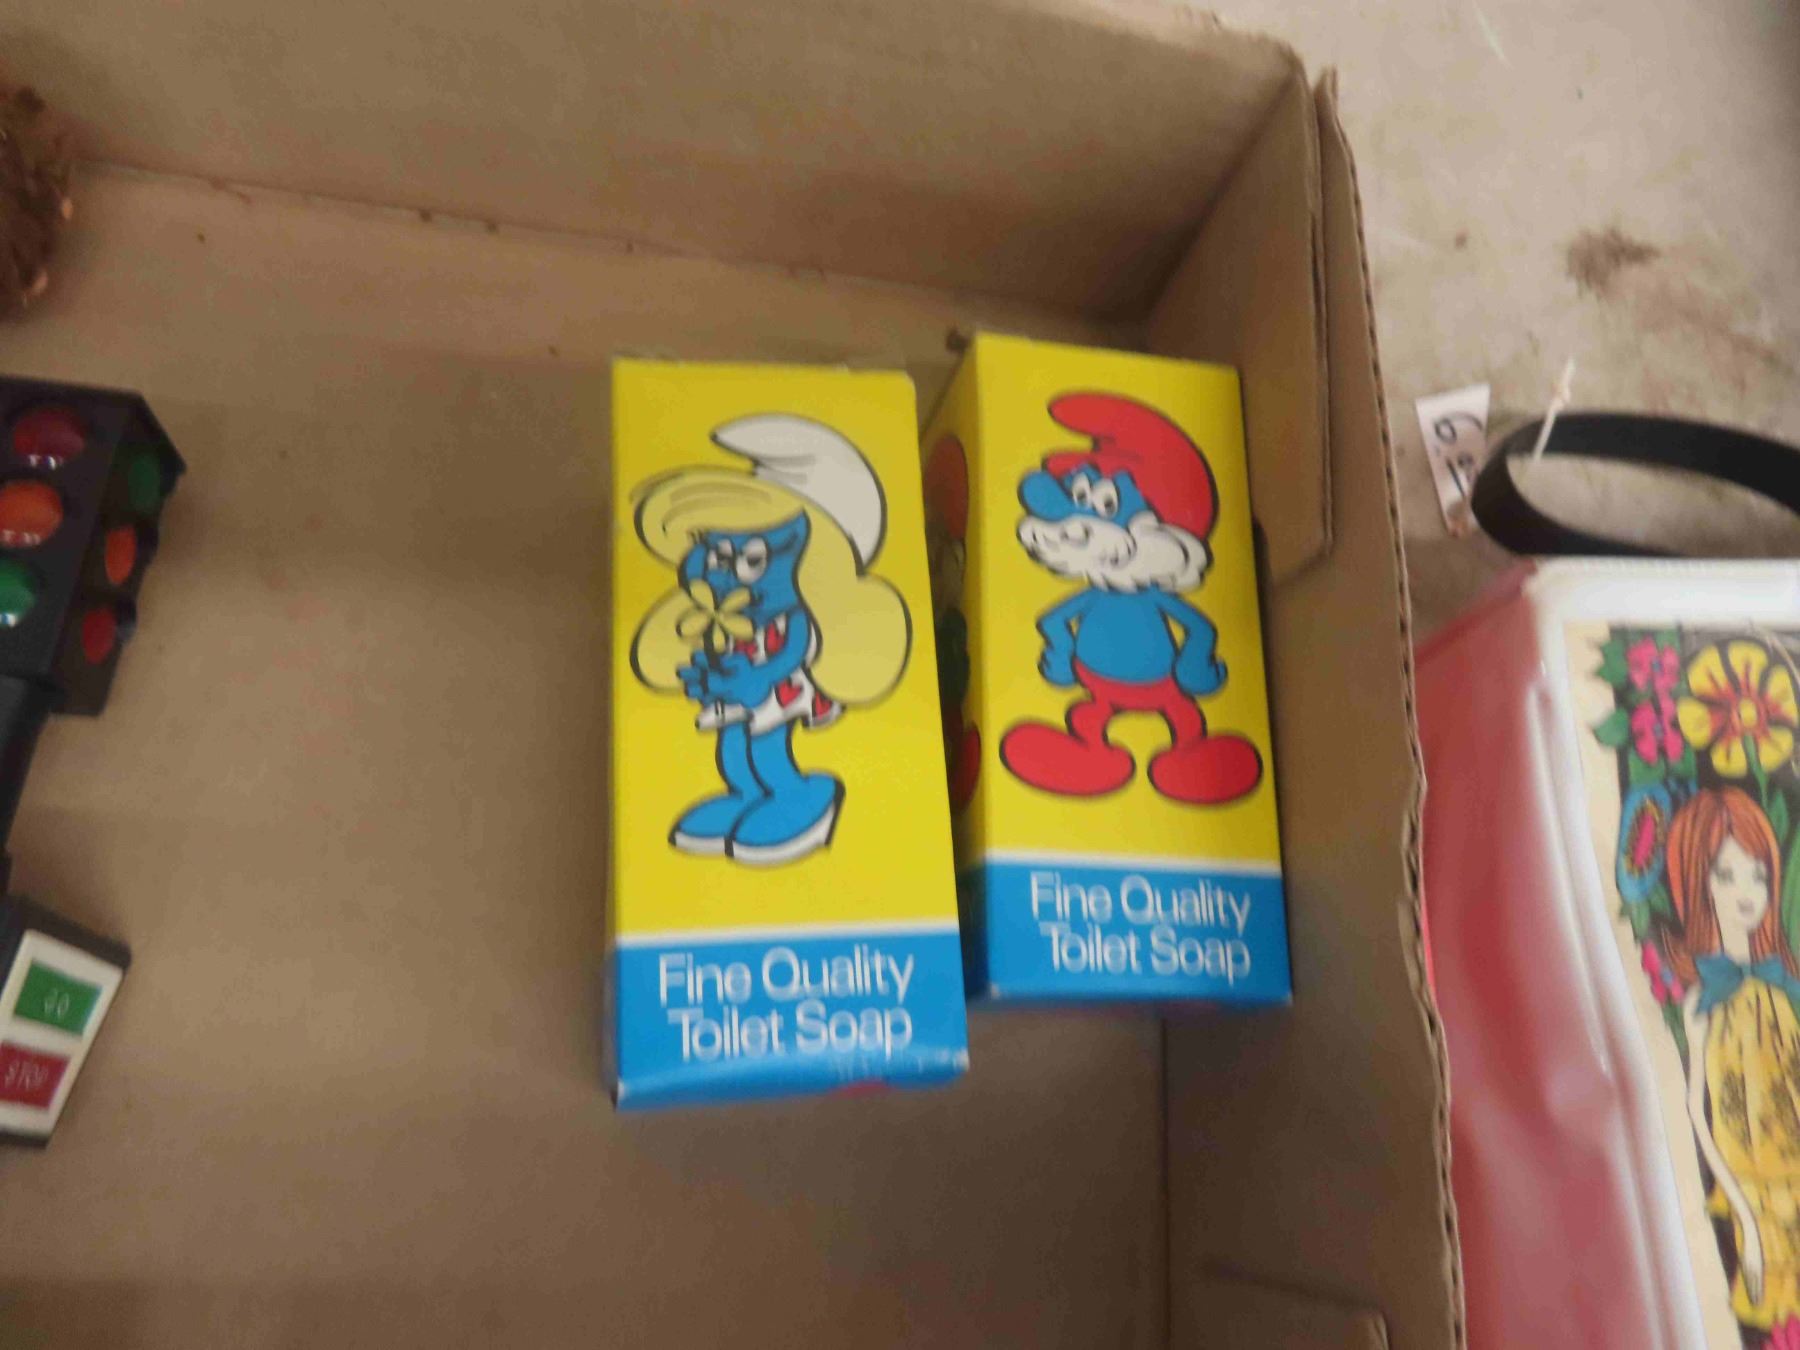 Fine Quality
Toilet Soap
Fine Quality
Toilet Soap
GO
STOP